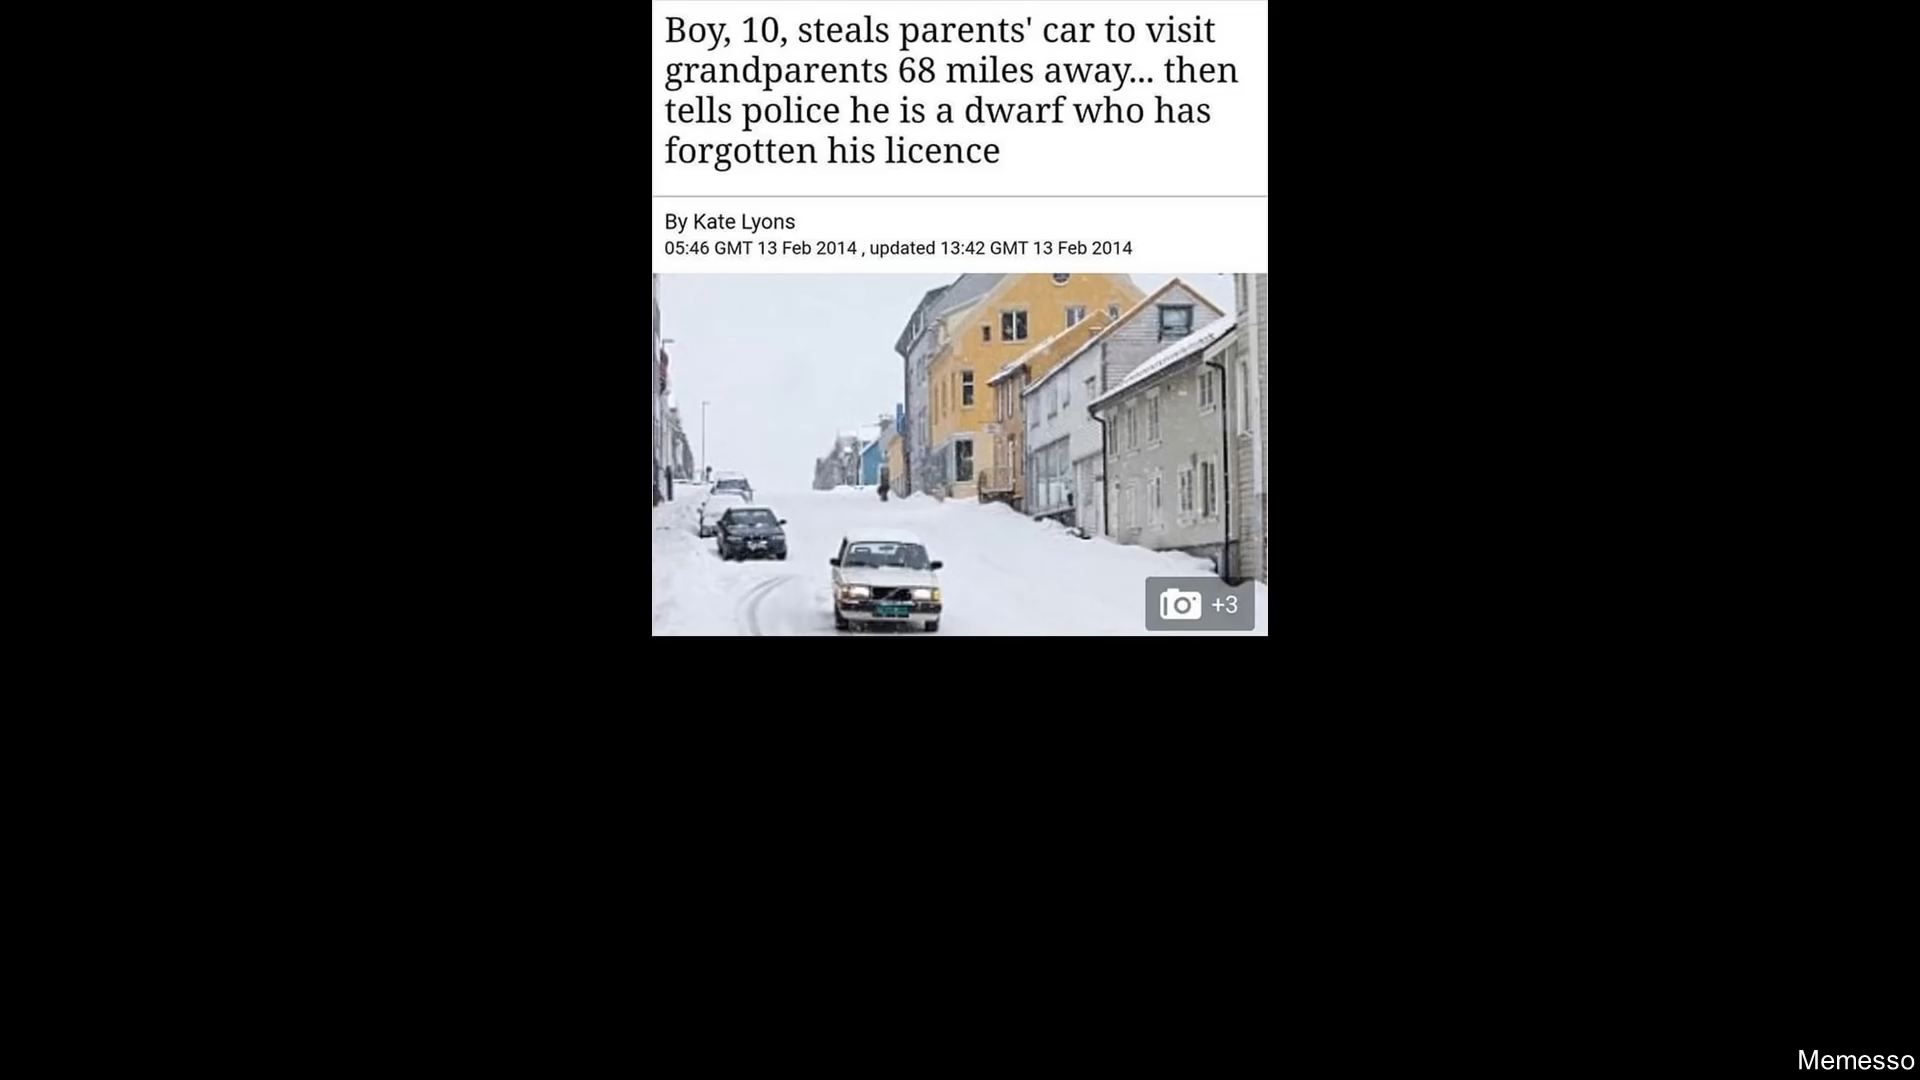 Boy, 10, steals parents' car to visit
grandparents 68 miles away... then
tells police he is a dwarf who has
forgotten his licence
By Kate Lyons
05:46 GMT 13 Feb 2014 , updated 13:42 GMT 13 Feb 2014
+3
Memesso